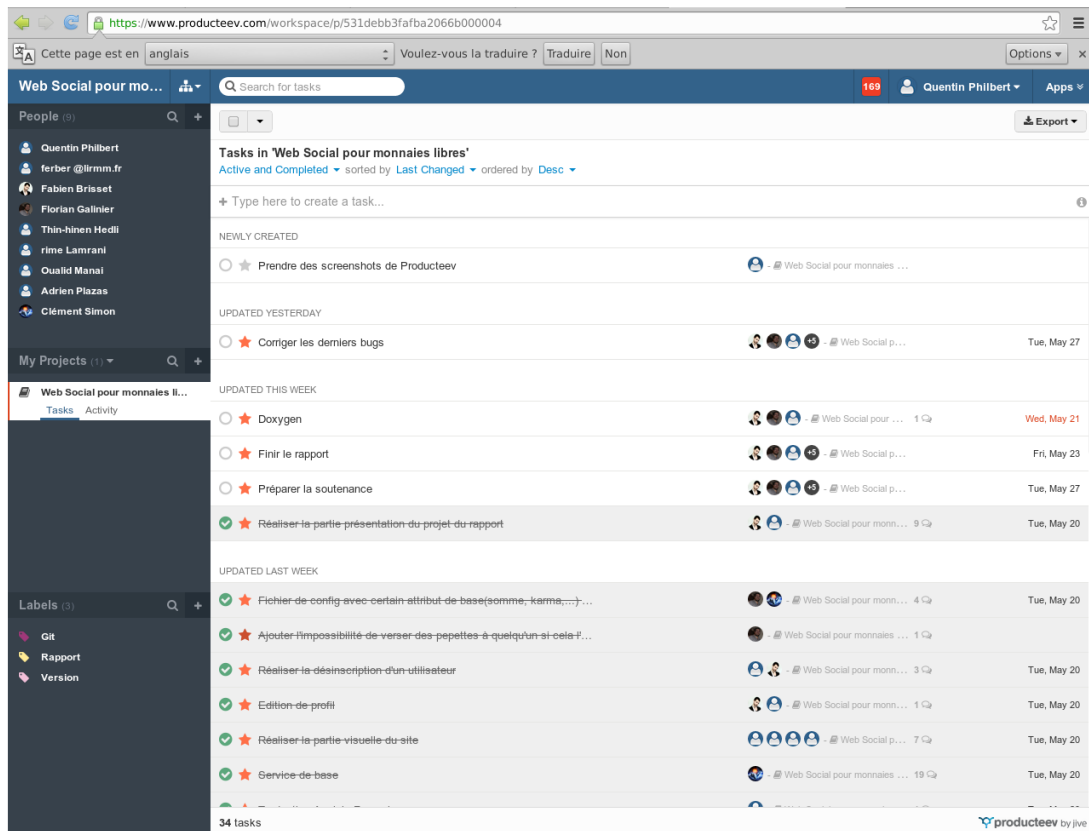 https://www.producteev.com/workspace/p/531debb3fafba2066b000004
Cette page est en anglais Voulez-vous la traduire ? Traduire Non Options
Web Social pour mo... Search for tasks 169 Quentin Philbert Apps
People (9)
Quentin Philbert
ferber @lirmm.fr
Fabien Brisset
Florian Galinier
Thin-hinen Hedli
rime Lamrani
Oualid Manai
Adrien Plazas
Clément Simon
My Projects (1)
Web Social pour monnaies li...
Tasks Activity
Labels (3)
Git
Rapport
Version
Export
Tasks in 'Web Social pour monnaies libres'
Active and Completed sorted by Last Changed ordered by Desc
+ Type here to create a task...
NEWLY CREATED
Prendre des screenshots de Producteev - Web Social pour monnaies ...
UPDATED YESTERDAY
Corriger les derniers bugs +5 - Web Social p... Tue, May 27
UPDATED THIS WEEK
Doxygen - Web Social pour ... 1 Wed, May 21
Finir le rapport +5 - Web Social p... Fri, May 23
Préparer la soutenance +5 - Web Social p... Tue, May 27
Réaliser la partie présentation du projet du rapport - Web Social pour monn... 9 Tue, May 20
UPDATED LAST WEEK
Fichier de config avec certain attribut de base(somme, karma,...) ... - Web Social pour monn... 4 Tue, May 20
Ajouter l'impossibilité de verser des pepettes à quelqu'un si cela l'... - Web Social pour monnaies ... 1
Réaliser la désinscription d'un utilisateur - Web Social pour monn... 3 Tue, May 20
Edition de profil - Web Social pour monn... 1 Tue, May 20
Réaliser la partie visuelle du site - Web Social p... 7 Tue, May 20
Service de base - Web Social pour monnaies ... 19 Tue, May 20
34 tasks
producteev by jive